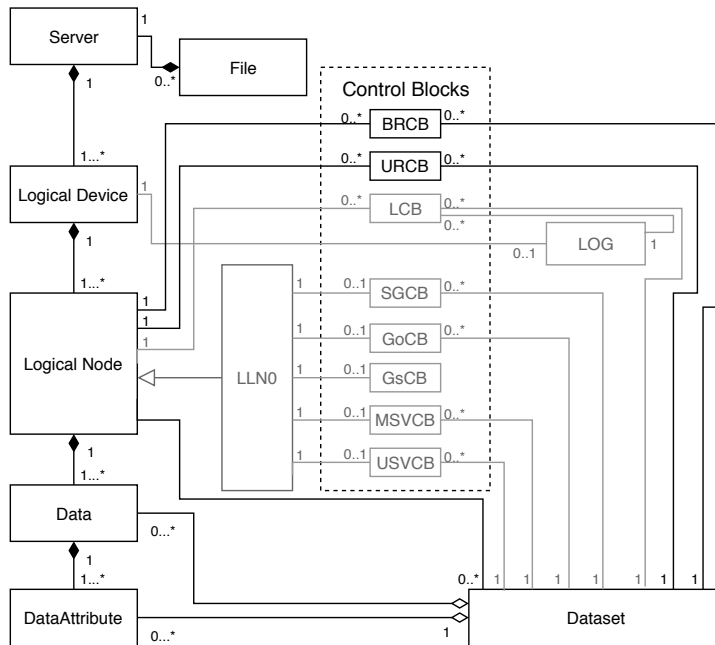 Server
1
0..*
File
1
1...*
Control Blocks
0..*
BRCB
0..*
0..*
URCB
0..*
Logical Device
1
0..*
LCB
0..*
0..*
1
0..1
LOG
1
1...*
1
1
1
Logical Node
LLN0
1
0..1
SGCB
0..*
1
0..1
GoCB
0..*
1
0..1
GsCB
1
0..1
MSVCB
0..*
1
0..1
USVCB
0..*
1
1...*
Data
0...*
1
1...*
DataAttribute
0...*
0..*
1
1
1
1
1
1
1
1
Dataset